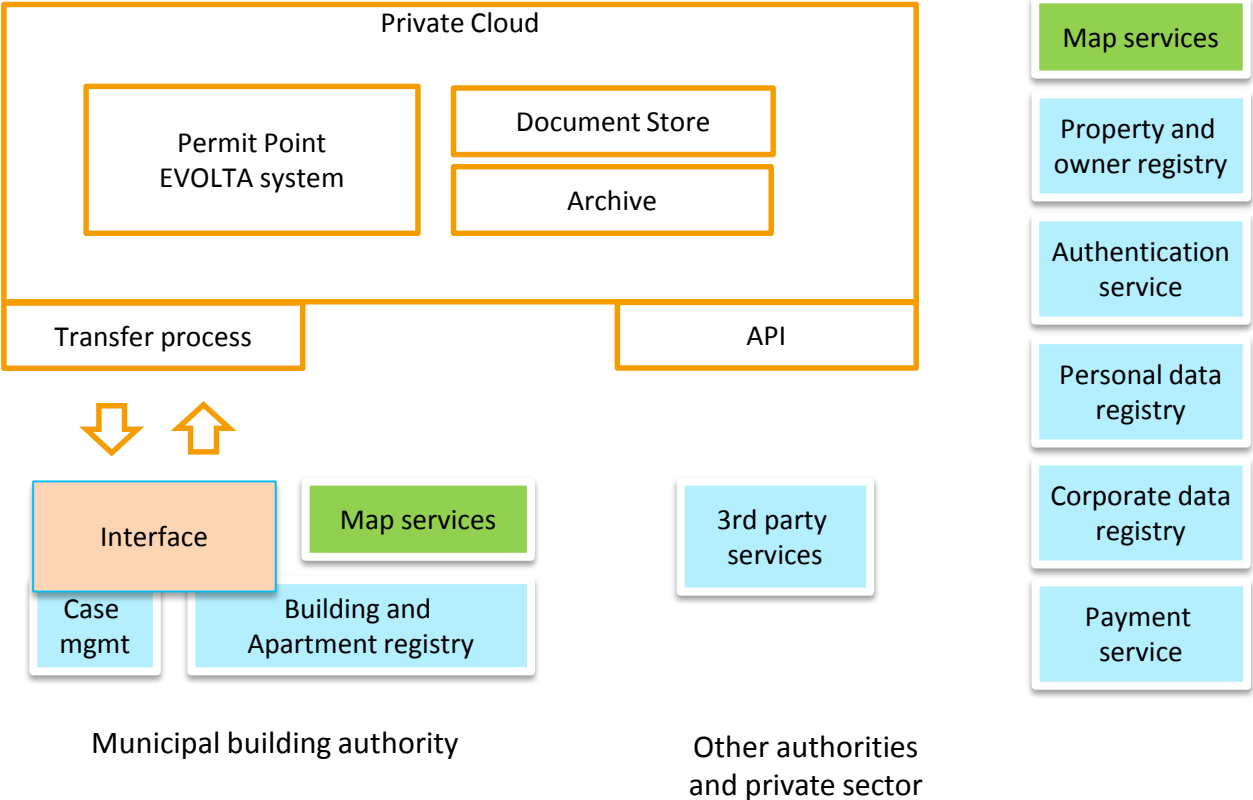 Private Cloud
Permit Point
EVOLTA system
Document Store
Archive
Transfer process
API
Interface
Map services
Case
mgmt
Building and
Apartment registry
Municipal building authority
3rd party
services
Other authorities
and private sector
Map services
Property and
owner registry
Authentication
service
Personal data
registry
Corporate data
registry
Payment
service